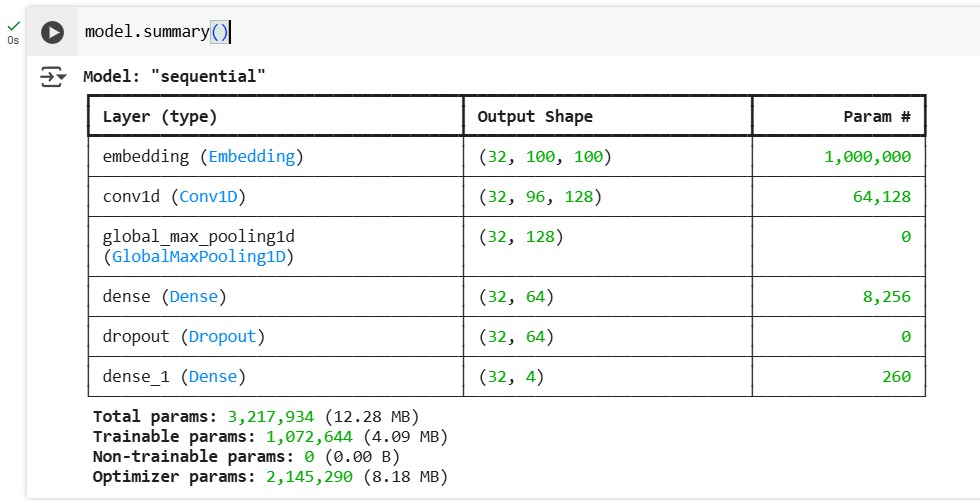 model.summary()
0s
Model: "sequential"
Layer (type) Output Shape Param #
embedding (Embedding) (32, 100, 100) 1,000,000
conv1d (Conv1D) (32, 96, 128) 64,128
global_max_pooling1d (32, 128) 0
(GlobalMaxPooling1D)
dense (Dense) (32, 64) 8,256
dropout (Dropout) (32, 64) 0
dense_1 (Dense) (32, 4) 260
Total params: 3,217,934 (12.28 MB)
Trainable params: 1,072,644 (4.09 MB)
Non-trainable params: 0 (0.00 B)
Optimizer params: 2,145,290 (8.18 MB)